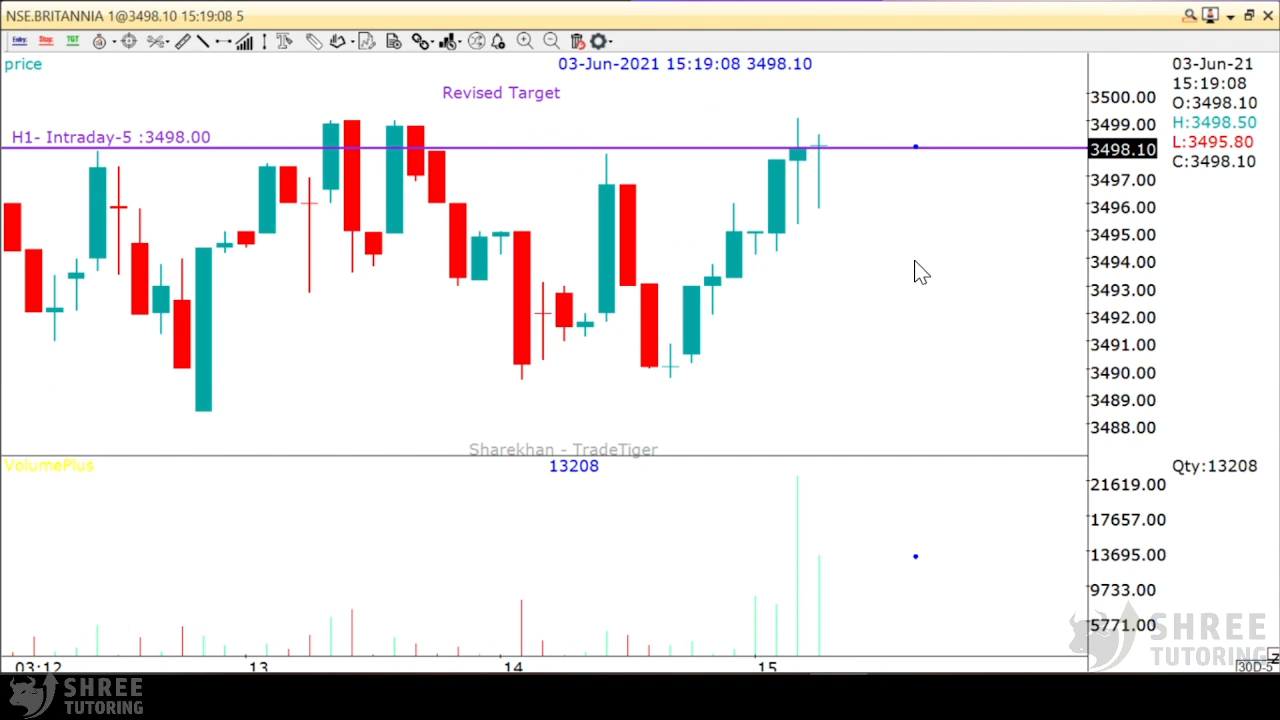 NSE.BRITANNIA 1@3498.10 15:19:08 5
Entry Stop TGT
price
03-Jun-2021 15:19:08 3498.10
Revised Target
H1- Intraday-5 :3498.00
03-Jun-21
15:19:08
O:3498.10
H:3498.50
L:3495.80
C:3498.10
3500.00
3499.00
3498.10
3497.00
3496.00
3495.00
3494.00
3493.00
3492.00
3491.00
3490.00
3489.00
3488.00
Sharekhan - TradeTiger
VolumePlus
13208
Qty:13208
21619.00
17657.00
13695.00
9733.00
5771.00
03:12 13 14 15
30D-5
Z
SHREE
TUTORING
SHREE
TUTORING